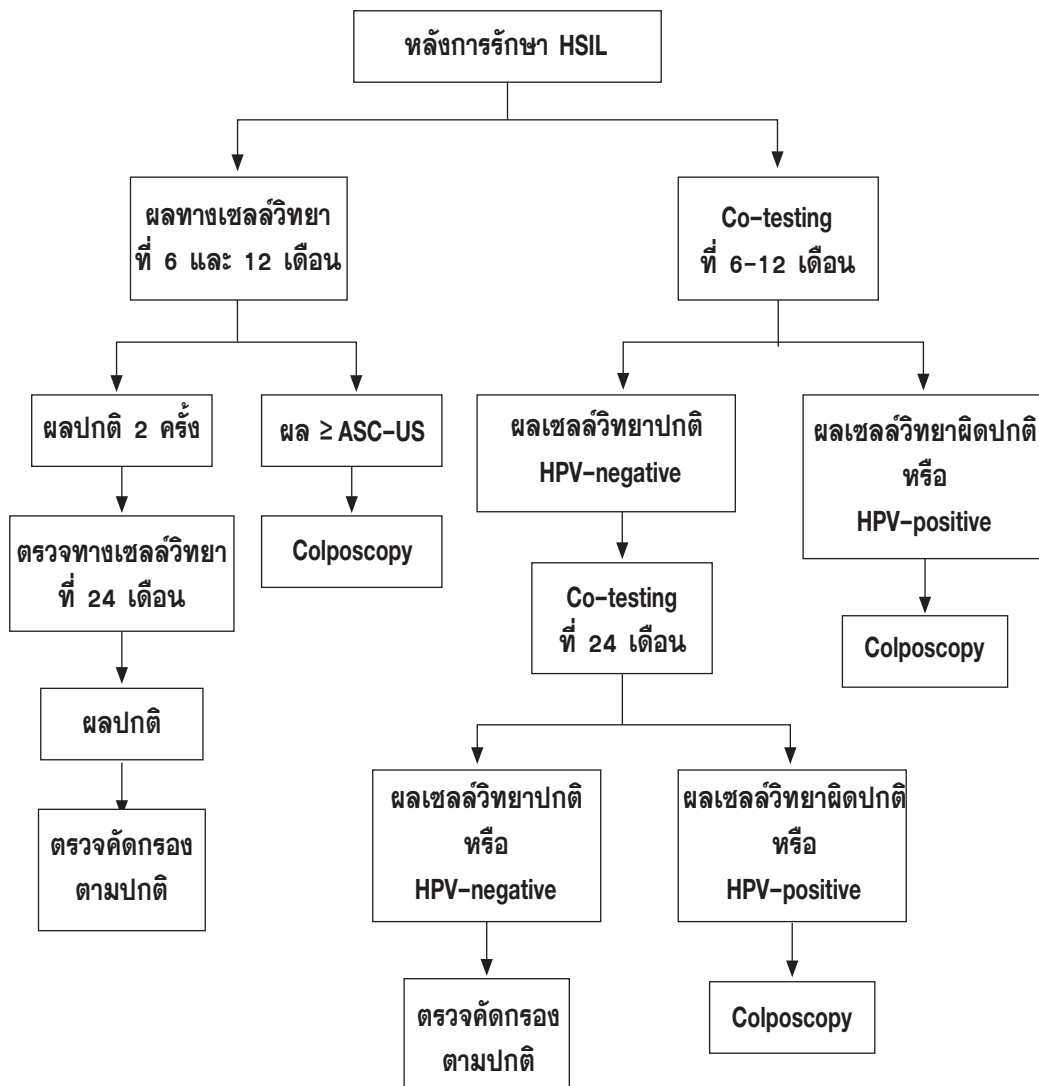 หลังการรักษา HSIL
ผลทางเซลล์วิทยา
ที่ 6 และ 12 เดือน
Co-testing
ที่ 6-12 เดือน
ผลปกติ 2 ครั้ง
ผล ≥ ASC-US
ผลเซลล์วิทยาปกติ
HPV-negative
ผลเซลล์วิทยาผิดปกติ
หรือ
HPV-positive
ตรวจทางเซลล์วิทยา
ที่ 24 เดือน
Colposcopy
Co-testing
ที่ 24 เดือน
Colposcopy
ผลปกติ
ผลเซลล์วิทยาปกติ
หรือ
HPV-negative
ผลเซลล์วิทยาผิดปกติ
หรือ
HPV-positive
ตรวจคัดกรอง
ตามปกติ
ตรวจคัดกรอง
ตามปกติ
Colposcopy